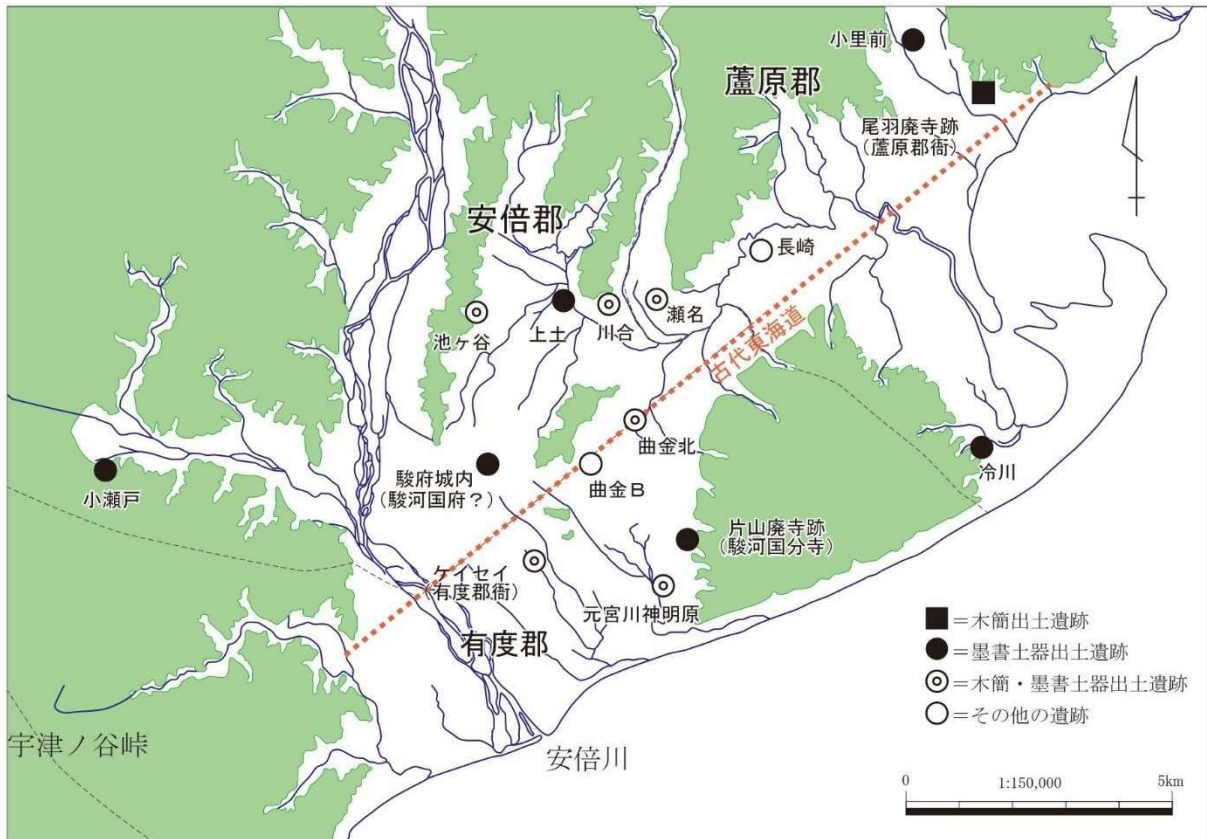 小里前
蘆原郡
尾羽廃寺跡
(蘆原郡衙)
安倍郡
長崎
瀬名
川合
上土
池ヶ谷
古代東海道
曲金北
冷川
小瀬戸
駿府城内
(駿河国府?)
曲金B
片山廃寺跡
(駿河国分寺)
ケイセイ
有度郡衙)
元宮川神明原
有度郡
■=木簡出土遺跡
●=墨書土器出土遺跡
◎=木簡・墨書土器出土遺跡
○=その他の遺跡
宇津ノ谷峠
安倍川
0 1:150,000 5km